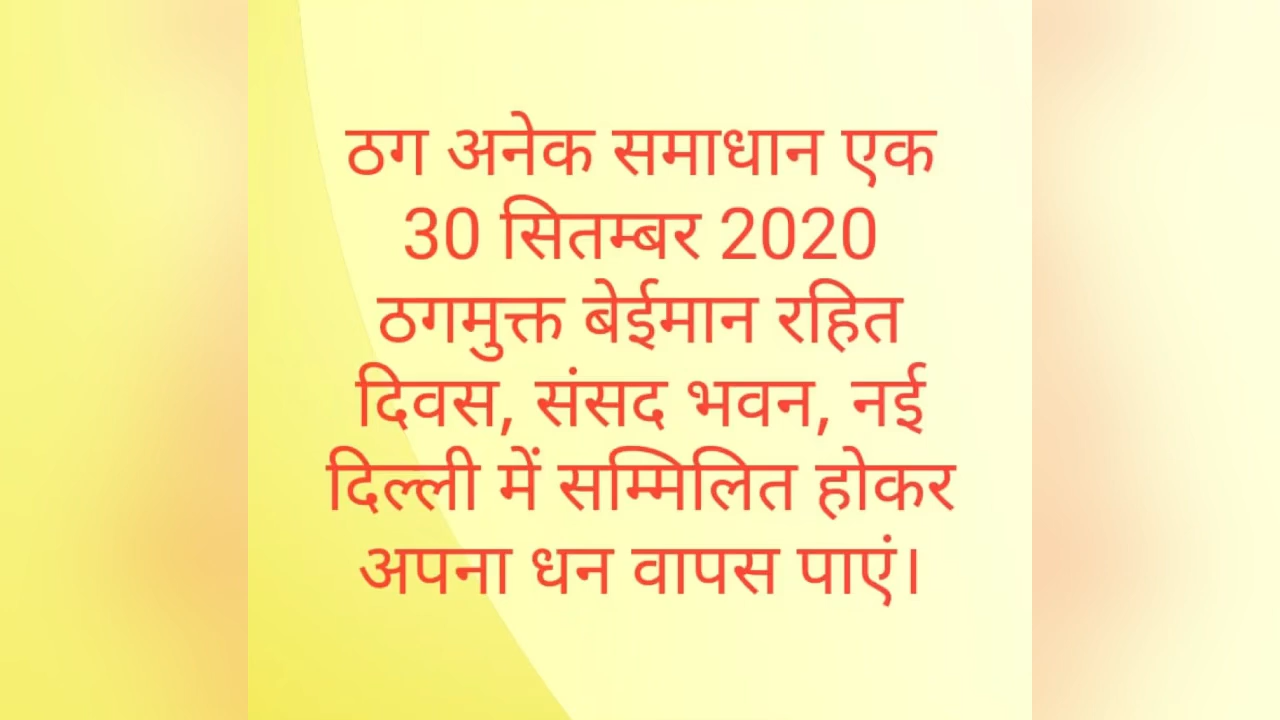 ठग अनेक समाधान एक
30 सितम्बर 2020
ठगमुक्त बेईमान रहित
दिवस, संसद भवन, नई
दिल्ली में सम्मिलित होकर
अपना धन वापस पाएं।